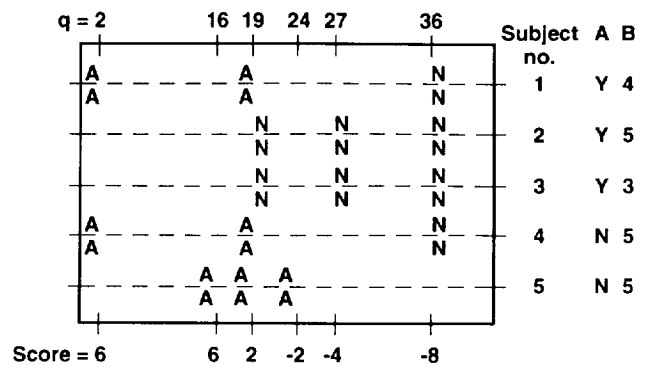 q = 2 16 19 24 27 36 Subject A B
no.
A A N
A A N 1 Y 4
N N N
N N N 2 Y 5
N N N
N N N 3 Y 3
A A N
A A N 4 N 5
A A A
A A A 5 N 5
Score = 6 6 2 -2 -4 -8